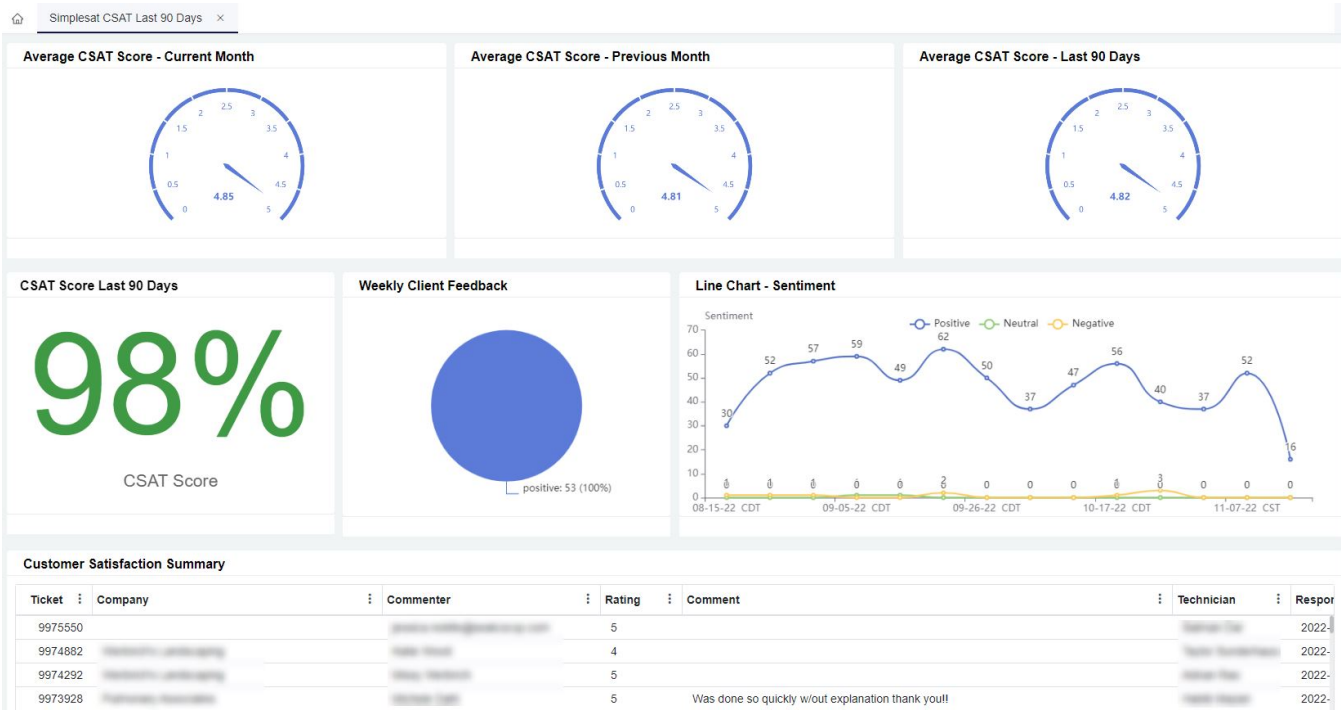 Simplesat CSAT Last 90 Days ×
Average CSAT Score - Current Month
0 0.5 1 1.5 2 2.5 3 3.5 4 4.5 5
4.85
Average CSAT Score - Previous Month
0 0.5 1 1.5 2 2.5 3 3.5 4 4.5 5
4.81
Average CSAT Score - Last 90 Days
0 0.5 1 1.5 2 2.5 3 3.5 4 4.5 5
4.82
CSAT Score Last 90 Days
98%
CSAT Score
Weekly Client Feedback
positive: 53 (100%)
Line Chart - Sentiment
Sentiment
Positive Neutral Negative
70
60
50
40
30
20
10
0
30 52 57 59 49 62 50 37 47 56 40 37 52 16
2 0 0 0 3 0 0 0
08-15-22 CDT 09-05-22 CDT 09-26-22 CDT 10-17-22 CDT 11-07-22 CST
Customer Satisfaction Summary
Ticket Company Commenter Rating Comment Technician Respon
9975550 5 2022-
9974882 4 2022-
9974292 5 2022-
9973928 5 Was done so quickly w/out explanation thank you!! 2022-